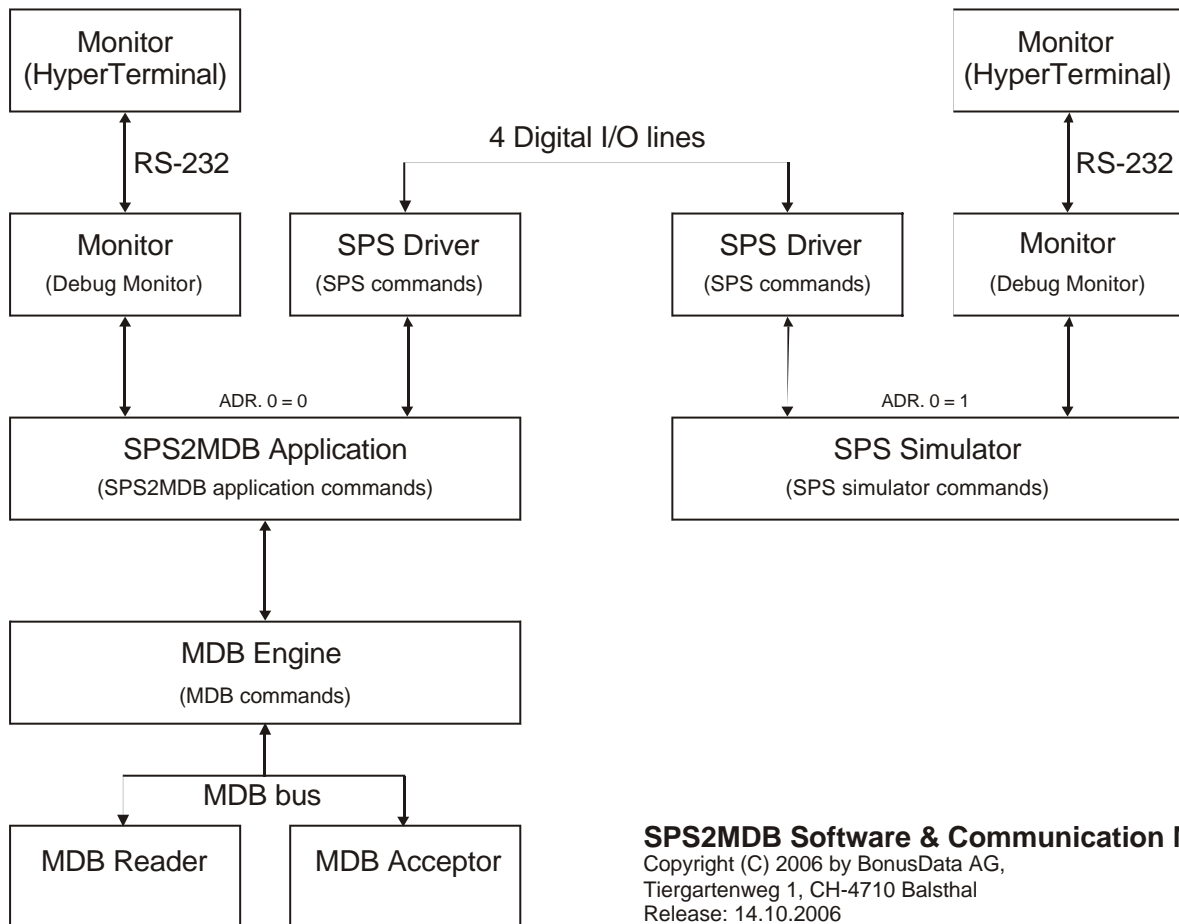 Monitor
(HyperTerminal)
Monitor
(HyperTerminal)
4 Digital I/O lines
RS-232
RS-232
Monitor
(Debug Monitor)
SPS Driver
(SPS commands)
SPS Driver
(SPS commands)
Monitor
(Debug Monitor)
ADR. 0 = 0
ADR. 0 = 1
SPS2MDB Application
(SPS2MDB application commands)
SPS Simulator
(SPS simulator commands)
MDB Engine
(MDB commands)
MDB bus
MDB Reader
MDB Acceptor
SPS2MDB Software & Communication
Copyright (C) 2006 by BonusData AG,
Tiergartenweg 1, CH-4710 Balsthal
Release: 14.10.2006